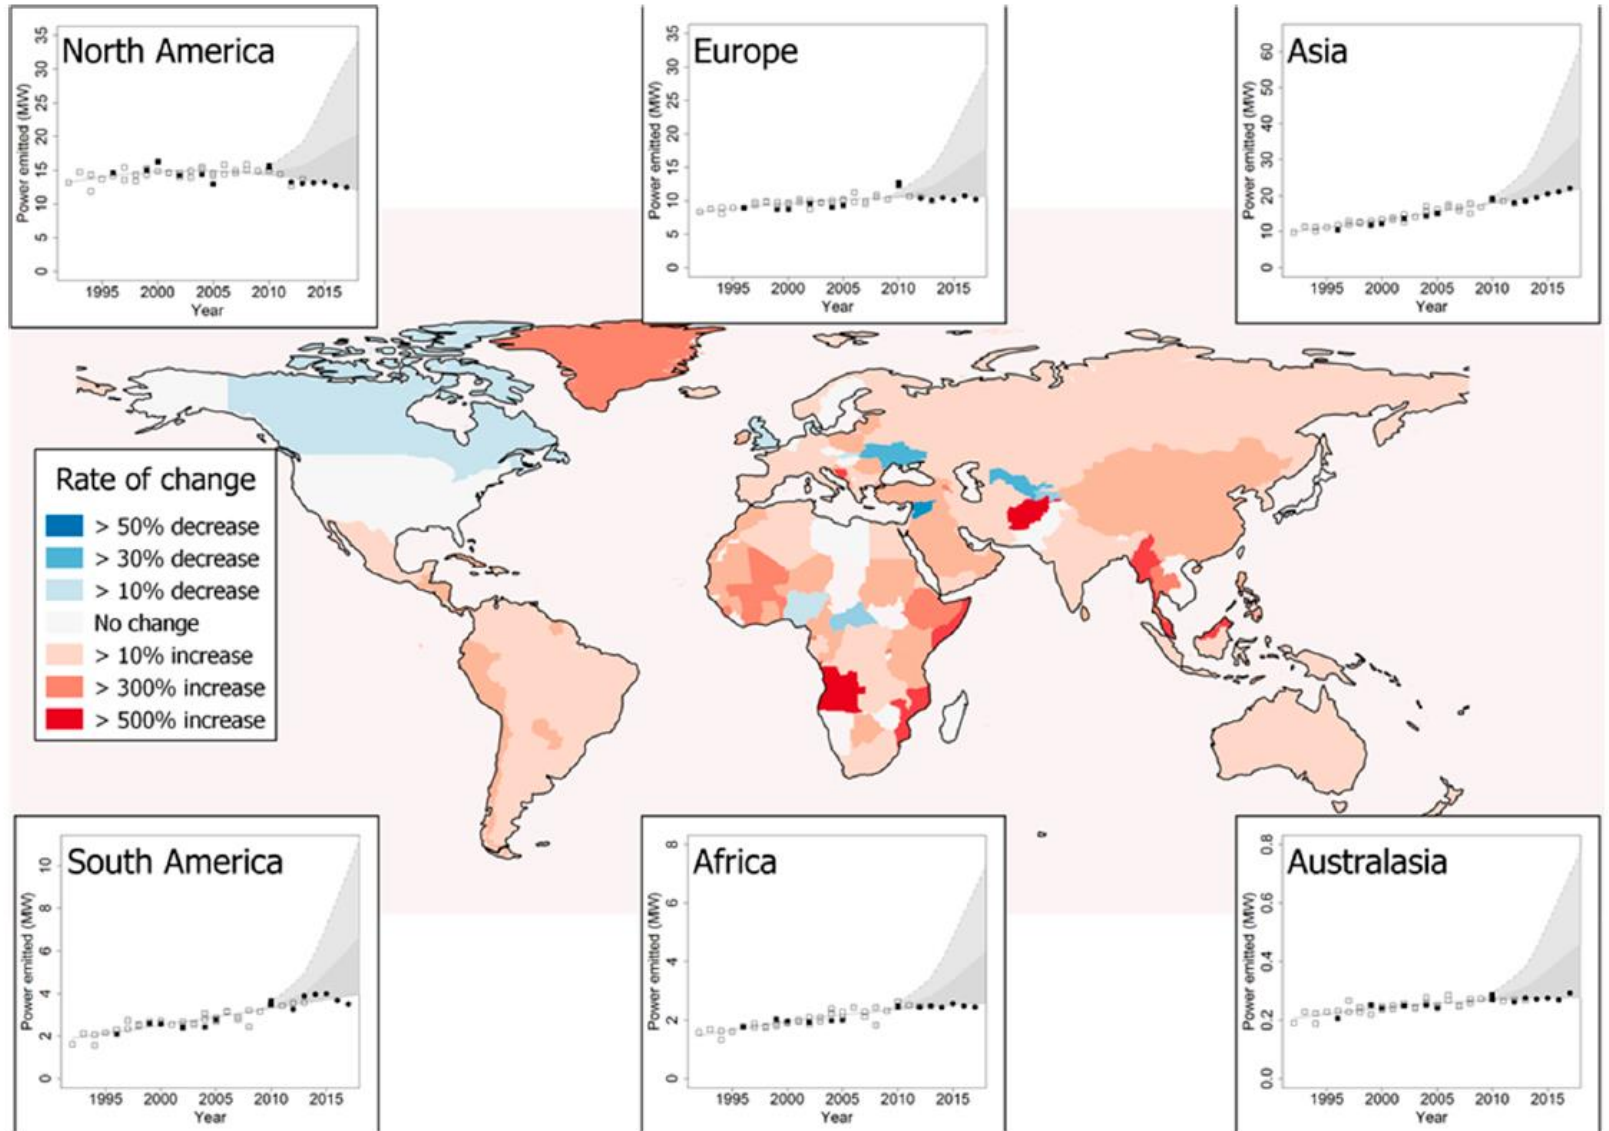 North America
Power emitted (MW)
35
30
25
20
15
10
5
0
1995 2000 2005 2010 2015
Year
Europe
Power emitted (MW)
35
30
25
20
15
10
5
0
1995 2000 2005 2010 2015
Year
Asia
Power emitted (MW)
60
50
40
30
20
10
0
1995 2000 2005 2010 2015
Year
Rate of change
> 50% decrease
> 30% decrease
> 10% decrease
No change
> 10% increase
> 300% increase
> 500% increase
South America
Power emitted (MW)
10
8
6
4
2
0
1995 2000 2005 2010 2015
Year
Africa
Power emitted (MW)
8
6
4
2
0
1995 2000 2005 2010 2015
Year
Australasia
Power emitted (MW)
0.8
0.6
0.4
0.2
0.0
1995 2000 2005 2010 2015
Year